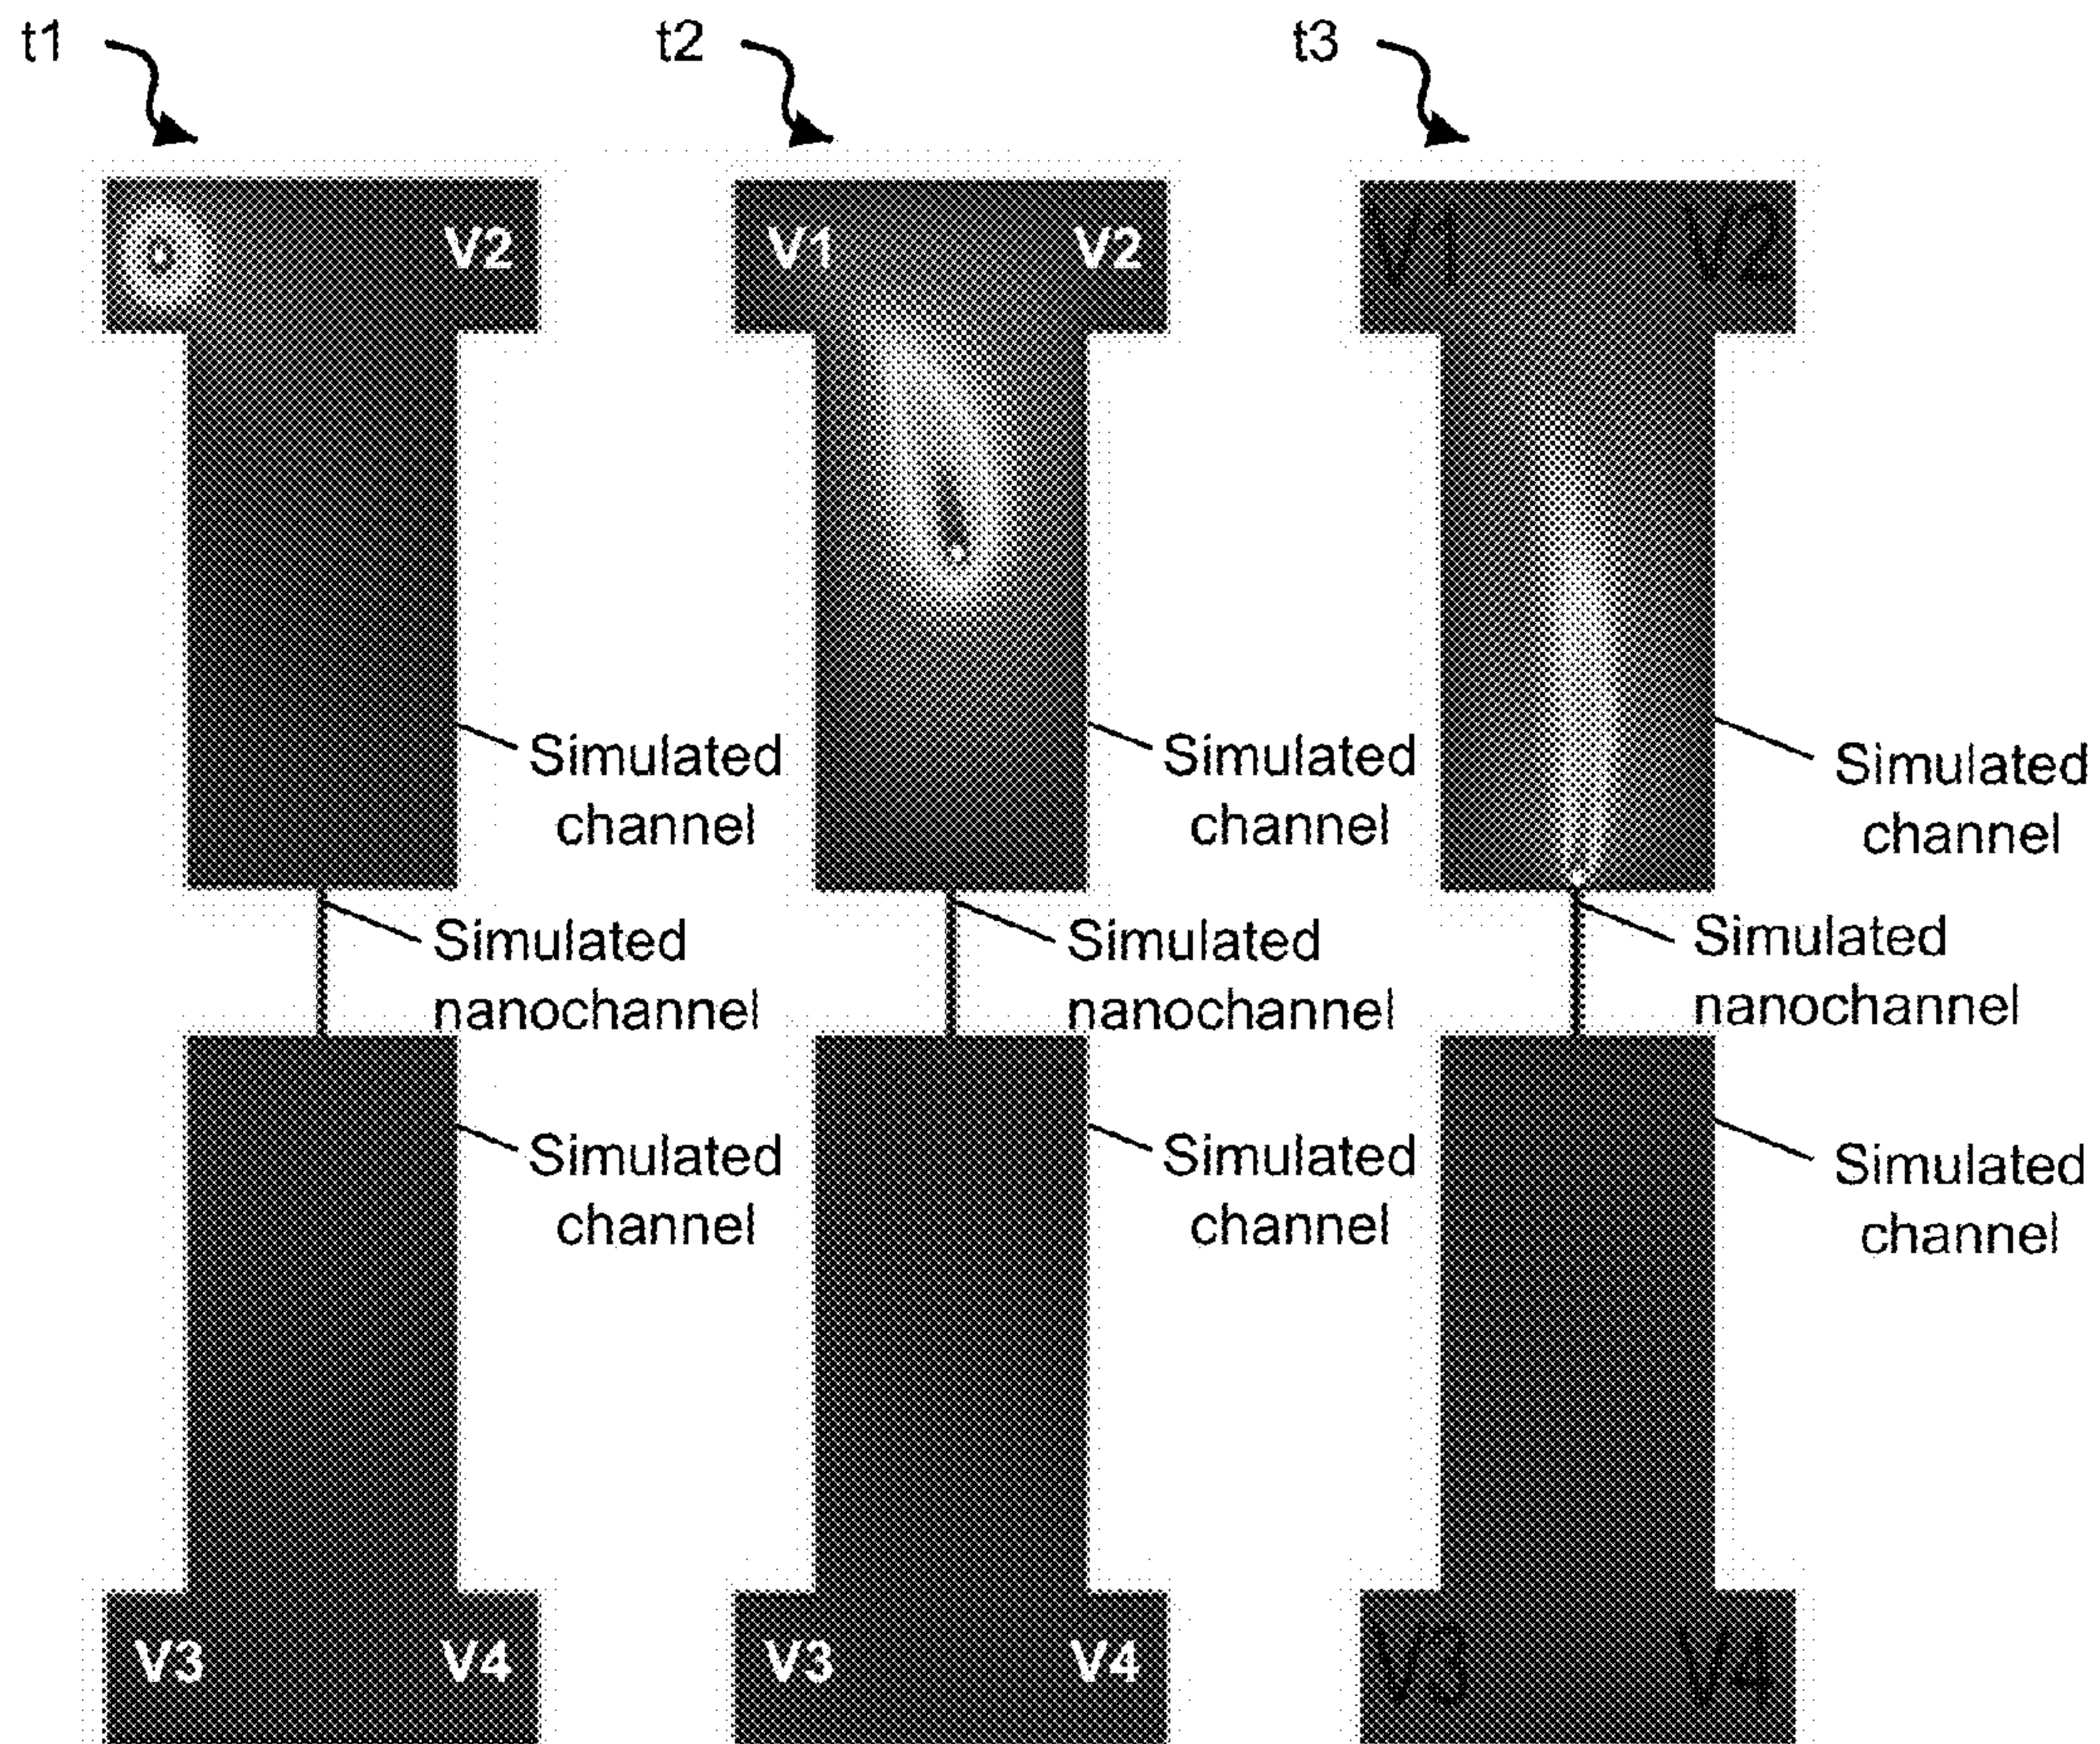 t1
t2
t3
V2
V1
V2
V1
V2
Simulated
channel
Simulated
channel
Simulated
channel
Simulated
nanochannel
Simulated
nanochannel
Simulated
nanochannel
Simulated
channel
Simulated
channel
Simulated
channel
V3
V4
V3
V4
V3
V4